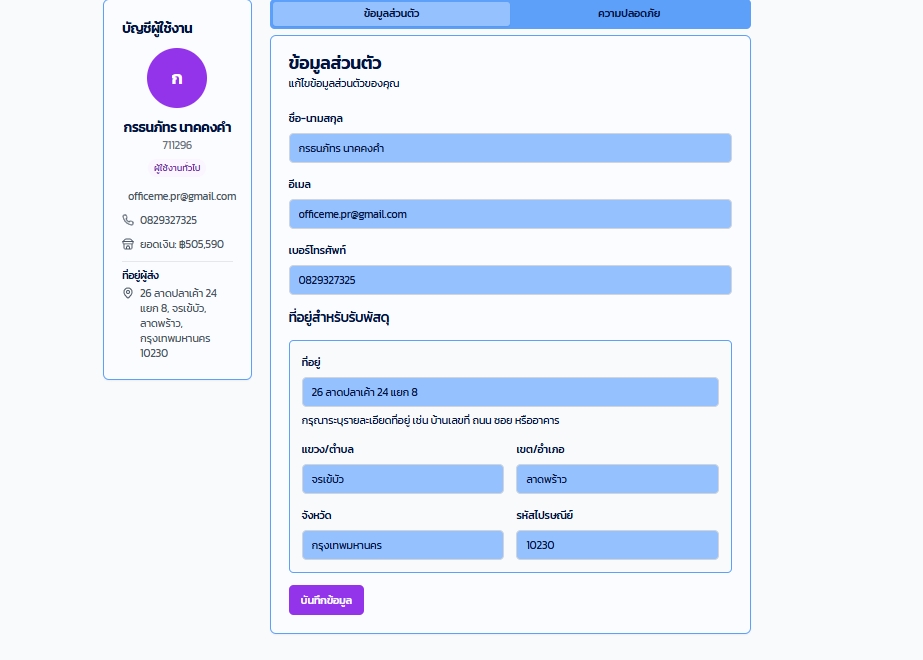 บัญชีผู้ใช้งาน
ก
กรธนภัทร นาคคงคำ
711296
ผู้ใช้งานทั่วไป
officeme.pr@gmail.com
0829327325
ยอดเงิน: ฿505,590
ที่อยู่ผู้ส่ง
26 ลาดปลาเค้า 24
แยก 8, จรเข้บัว,
ลาดพร้าว,
กรุงเทพมหานคร
10230
ข้อมูลส่วนตัว
ความปลอดภัย
ข้อมูลส่วนตัว
แก้ไขข้อมูลส่วนตัวของคุณ
ชื่อ-นามสกุล
กรธนภัทร นาคคงคำ
อีเมล
officeme.pr@gmail.com
เบอร์โทรศัพท์
0829327325
ที่อยู่สำหรับรับพัสดุ
ที่อยู่
26 ลาดปลาเค้า 24 แยก 8
กรุณาระบุรายละเอียดที่อยู่ เช่น บ้านเลขที่ ถนน ซอย หรืออาคาร
แขวง/ตำบล
เขต/อำเภอ
จรเข้บัว
ลาดพร้าว
จังหวัด
รหัสไปรษณีย์
กรุงเทพมหานคร
10230
บันทึกข้อมูล